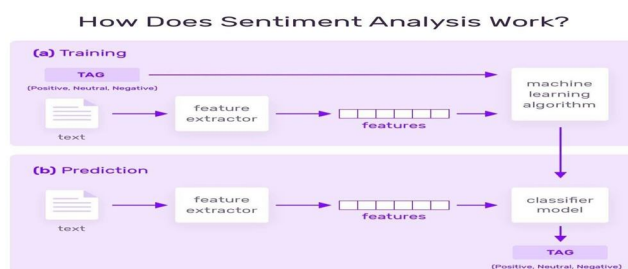 How Does Sentiment Analysis Work?
(a) Training
TAG
(Positive, Neutral, Negative)
text
feature
extractor
features
machine
learning
algorithm
(b) Prediction
text
feature
extractor
features
classifier
model
TAG
(Positive, Neutral, Negative)